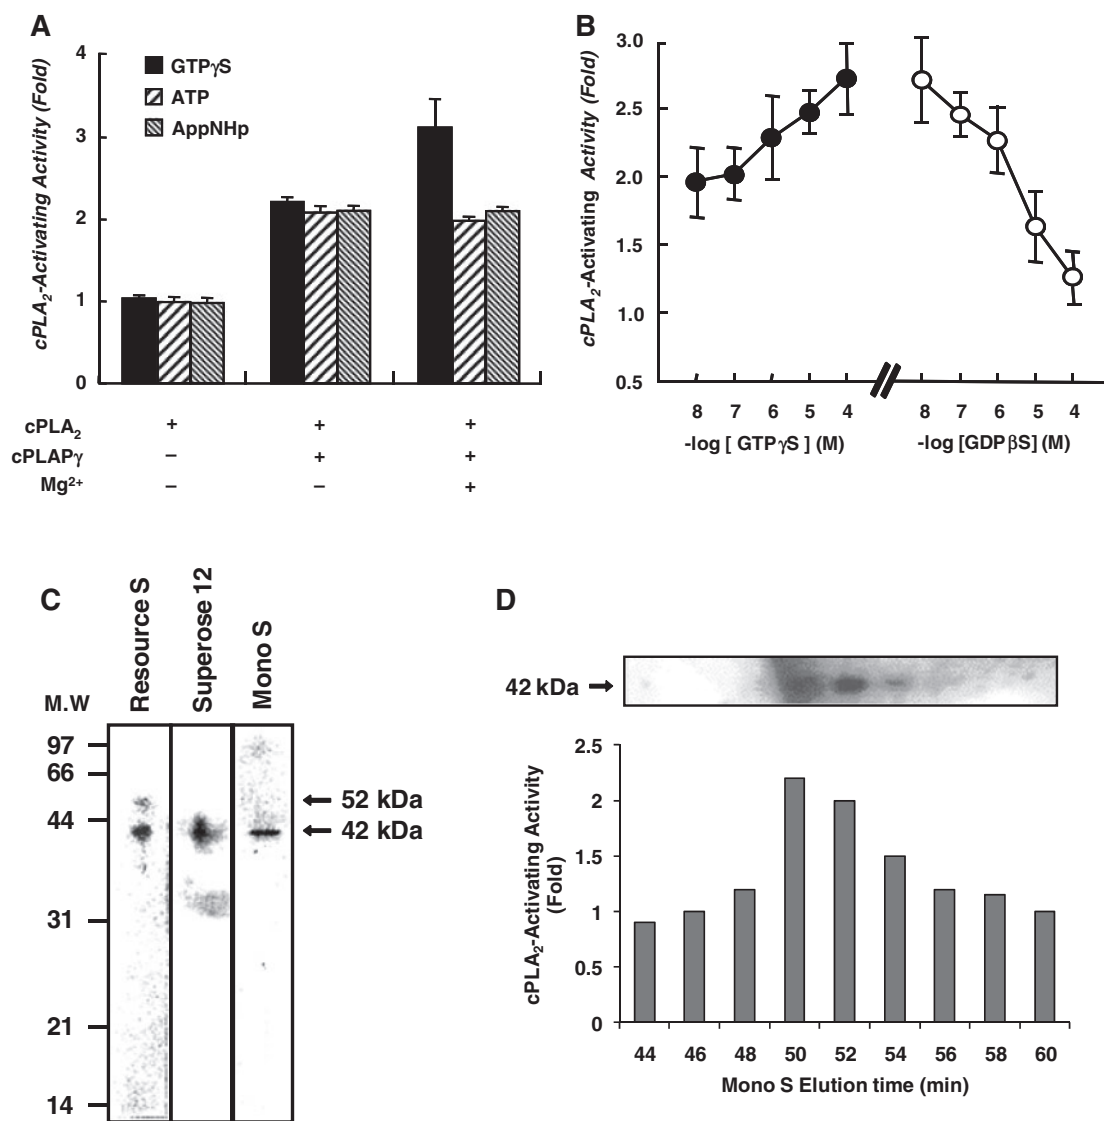 A
cPLA2-Activating Activity (Fold)
4
3
2
1
0
GTPγS
ATP
AppNHp
cPLA2 + + +
cPLAPγ – + +
Mg2+ – – +
B
cPLA2-Activating Activity (Fold)
3.0
2.5
2.0
1.5
1.0
0.5
8 7 6 5 4 8 7 6 5 4
-log [ GTPγS ] (M) -log [GDPβS] (M)
C
Resource S
Superose 12
Mono S
M.W
97
66
44
31
21
14
52 kDa
42 kDa
D
42 kDa
cPLA2-Activating Activity
(Fold)
2.5
2
1.5
1
0.5
0
44 46 48 50 52 54 56 58 60
Mono S Elution time (min)